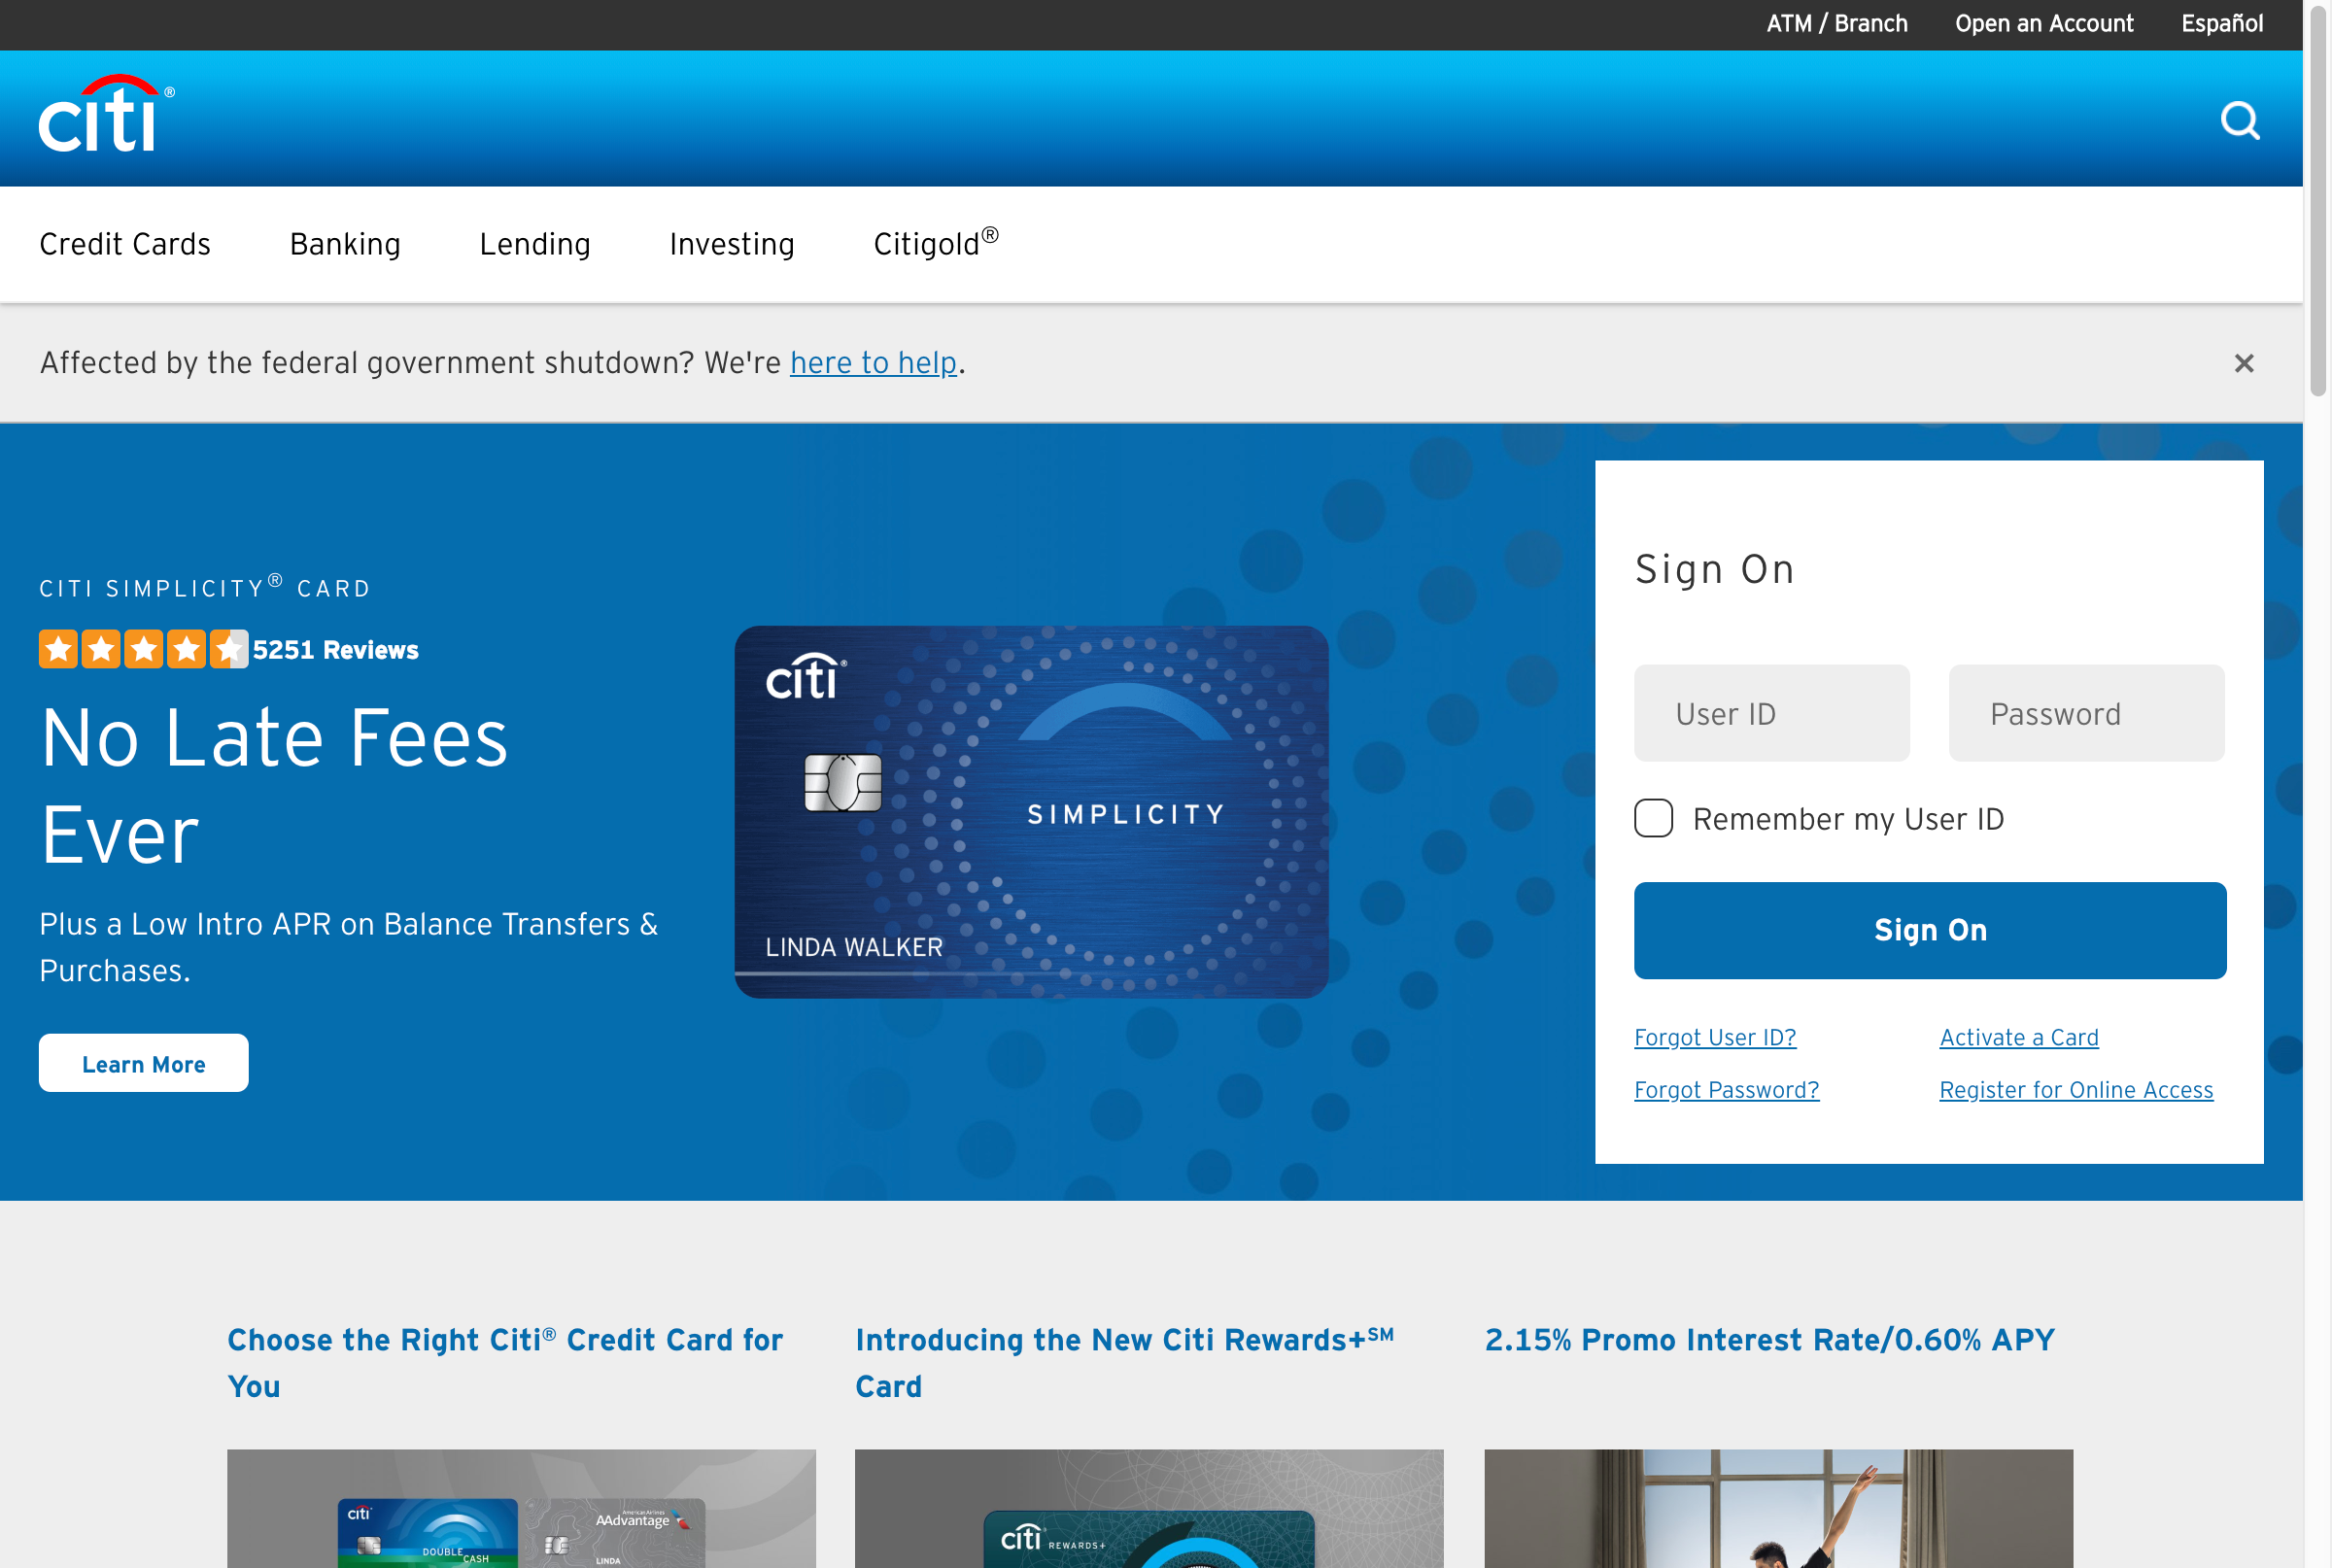 ATM / Branch
Open an Account
Español
citi®
Credit Cards
Banking
Lending
Investing
Citigold®
Affected by the federal government shutdown? We're here to help.
CITI SIMPLICITY® CARD
5251 Reviews
No Late Fees
Ever
Plus a Low Intro APR on Balance Transfers &
Purchases.
Learn More
citi®
SIMPLICITY
LINDA WALKER
Sign On
User ID
Password
Remember my User ID
Sign On
Forgot User ID?
Activate a Card
Forgot Password?
Register for Online Access
Choose the Right Citi® Credit Card for
You
Introducing the New Citi Rewards+℠
Card
2.15% Promo Interest Rate/0.60% APY
citi
DOUBLE
CASH
American Airlines
AAdvantage
LINDA
citi
REWARDS+